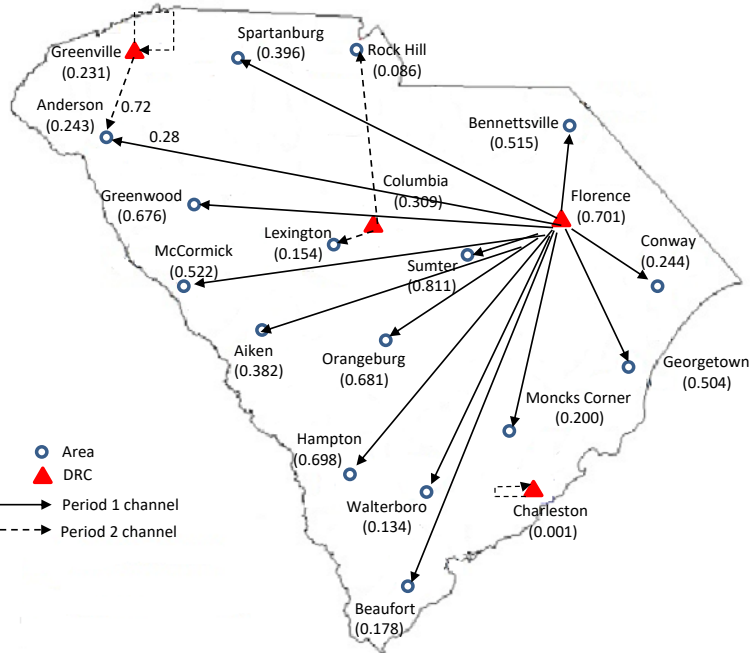 Spartanburg
(0.396)
Rock Hill
(0.086)
Greenville
(0.231)
Anderson
(0.243)
0.72
0.28
Bennettsville
(0.515)
Greenwood
(0.676)
Columbia
(0.309)
Florence
(0.701)
Lexington
(0.154)
McCormick
(0.522)
Sumter
(0.811)
Conway
(0.244)
Aiken
(0.382)
Orangeburg
(0.681)
Georgetown
(0.504)
Moncks Corner
(0.200)
Hampton
(0.698)
Walterboro
(0.134)
Charleston
(0.001)
Beaufort
(0.178)
Area
DRC
Period 1 channel
Period 2 channel